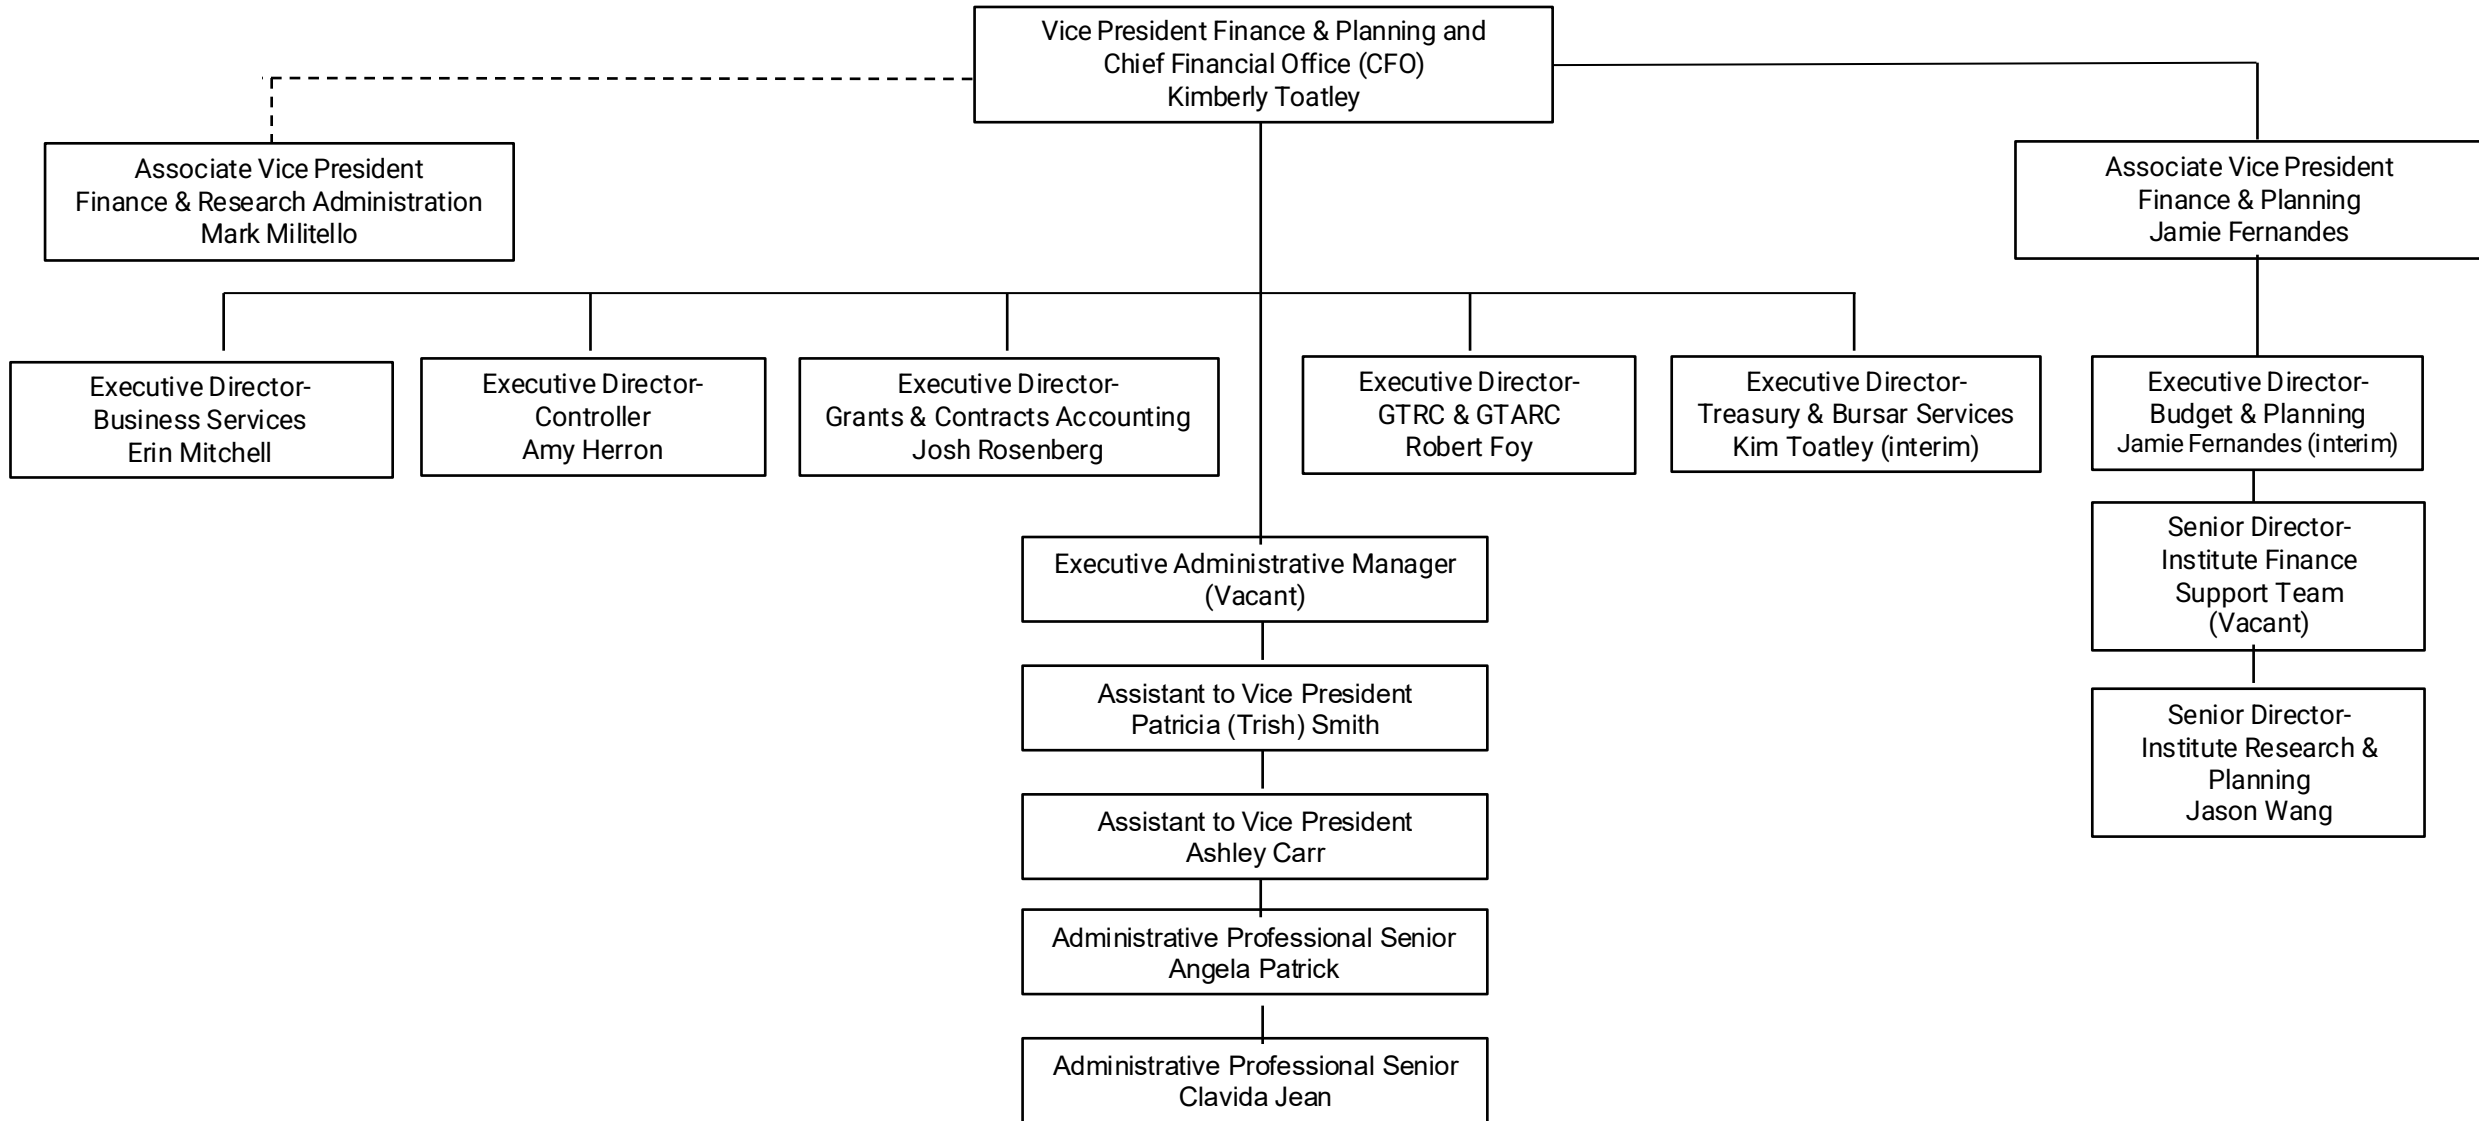 Vice President Finance & Planning and
Chief Financial Office (CFO)
Kimberly Toatley
Associate Vice President
Finance & Research Administration
Mark Militello
Associate Vice President
Finance & Planning
Jamie Fernandes
Executive Director-
Business Services
Erin Mitchell
Executive Director-
Controller
Amy Herron
Executive Director-
Grants & Contracts Accounting
Josh Rosenberg
Executive Director-
GTRC & GTARC
Robert Foy
Executive Director-
Treasury & Bursar Services
Kim Toatley (interim)
Executive Director-
Budget & Planning
Jamie Fernandes (interim)
Executive Administrative Manager
(Vacant)
Assistant to Vice President
Patricia (Trish) Smith
Assistant to Vice President
Ashley Carr
Administrative Professional Senior
Angela Patrick
Administrative Professional Senior
Clavida Jean
Senior Director-
Institute Finance
Support Team
(Vacant)
Senior Director-
Institute Research &
Planning
Jason Wang